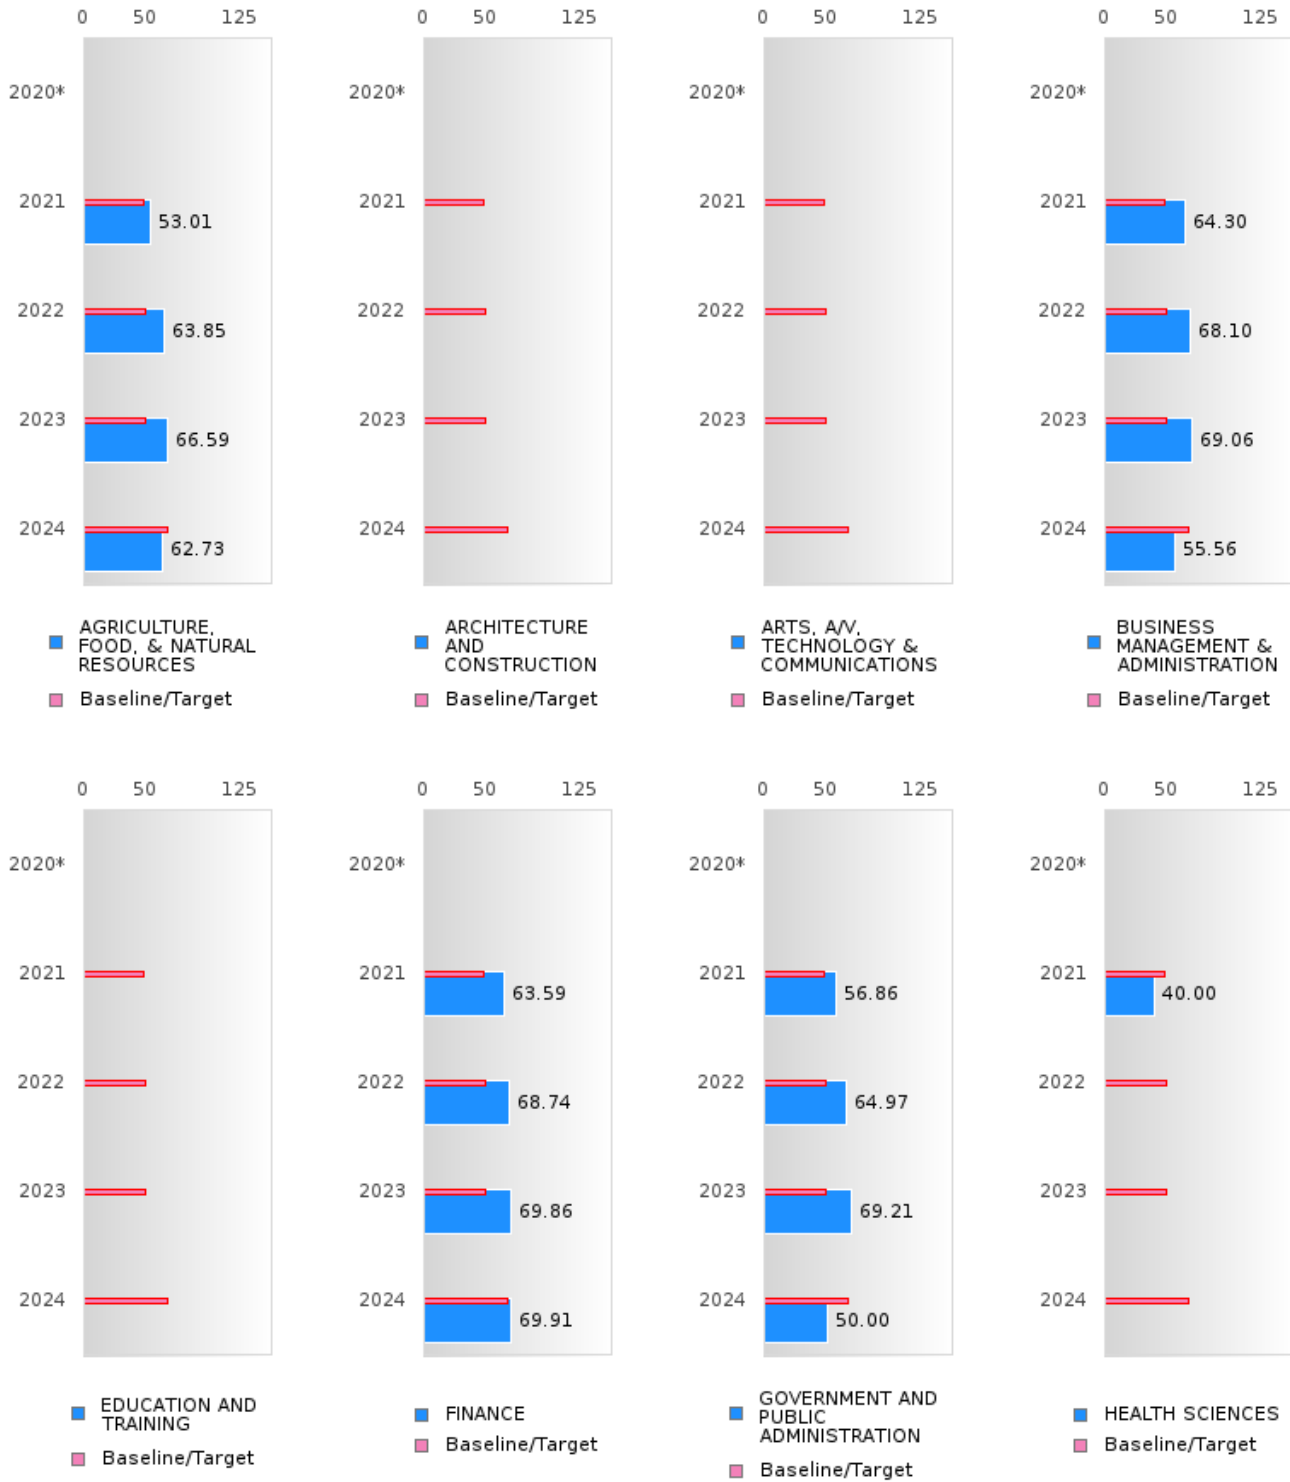 0 50 125
2020*
2021
53.01
2022
63.85
2023
66.59
2024
62.73
AGRICULTURE,
FOOD, & NATURAL
RESOURCES
Baseline/Target
0 50 125
2020*
2021
2022
2023
2024
ARCHITECTURE
AND
CONSTRUCTION
Baseline/Target
0 50 125
2020*
2021
2022
2023
2024
ARTS, A/V,
TECHNOLOGY &
COMMUNICATIONS
Baseline/Target
0 50 125
2020*
2021
64.30
2022
68.10
2023
69.06
2024
55.56
BUSINESS
MANAGEMENT &
ADMINISTRATION
Baseline/Target
0 50 125
2020*
2021
2022
2023
2024
EDUCATION AND
TRAINING
Baseline/Target
0 50 125
2020*
2021
63.59
2022
68.74
2023
69.86
2024
69.91
FINANCE
Baseline/Target
0 50 125
2020*
2021
56.86
2022
64.97
2023
69.21
2024
50.00
GOVERNMENT AND
PUBLIC
ADMINISTRATION
Baseline/Target
0 50 125
2020*
2021
40.00
2022
2023
2024
HEALTH SCIENCES
Baseline/Target